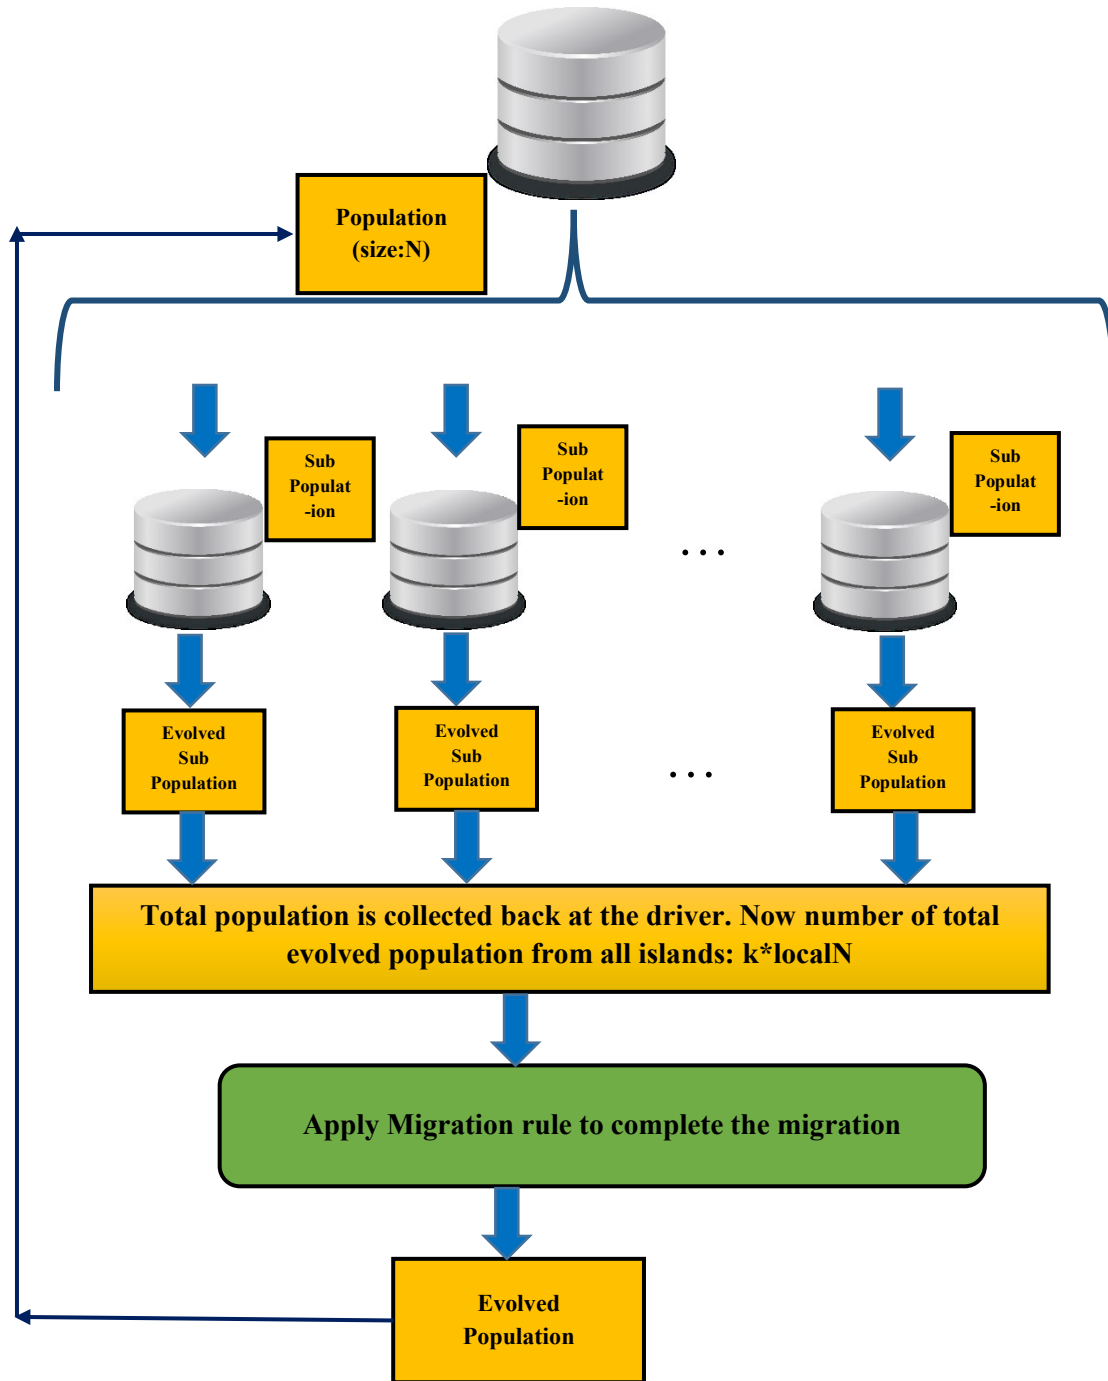 Population
(size:N)
Sub
Populat
-ion
Sub
Populat
-ion
Sub
Populat
-ion
...
Evolved
Sub
Population
Evolved
Sub
Population
...
Evolved
Sub
Population
Total population is collected back at the driver. Now number of total
evolved population from all islands: k*localN
Apply Migration rule to complete the migration
Evolved
Population